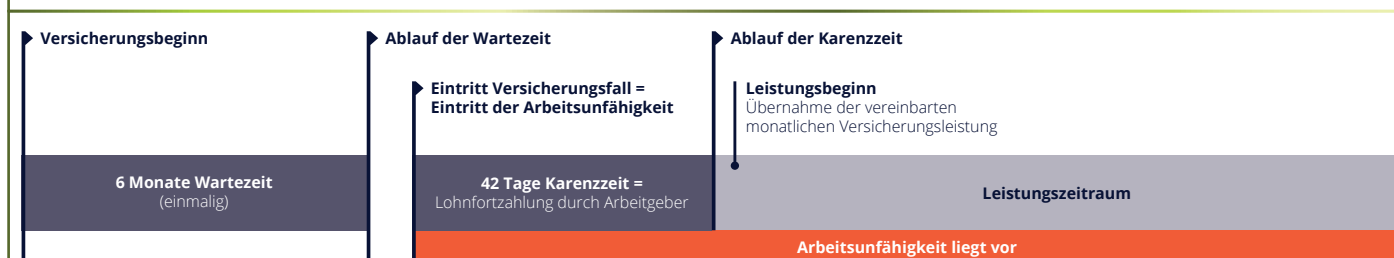 Versicherungsbeginn
Ablauf der Wartezeit
Ablauf der Karenzzeit
Eintritt Versicherungsfall =
Eintritt der Arbeitsunfähigkeit
Leistungsbeginn
Übernahme der vereinbarten
monatlichen Versicherungsleistung
6 Monate Wartezeit
(einmalig)
42 Tage Karenzzeit =
Lohnfortzahlung durch Arbeitgeber
Leistungszeitraum
Arbeitsunfähigkeit liegt vor